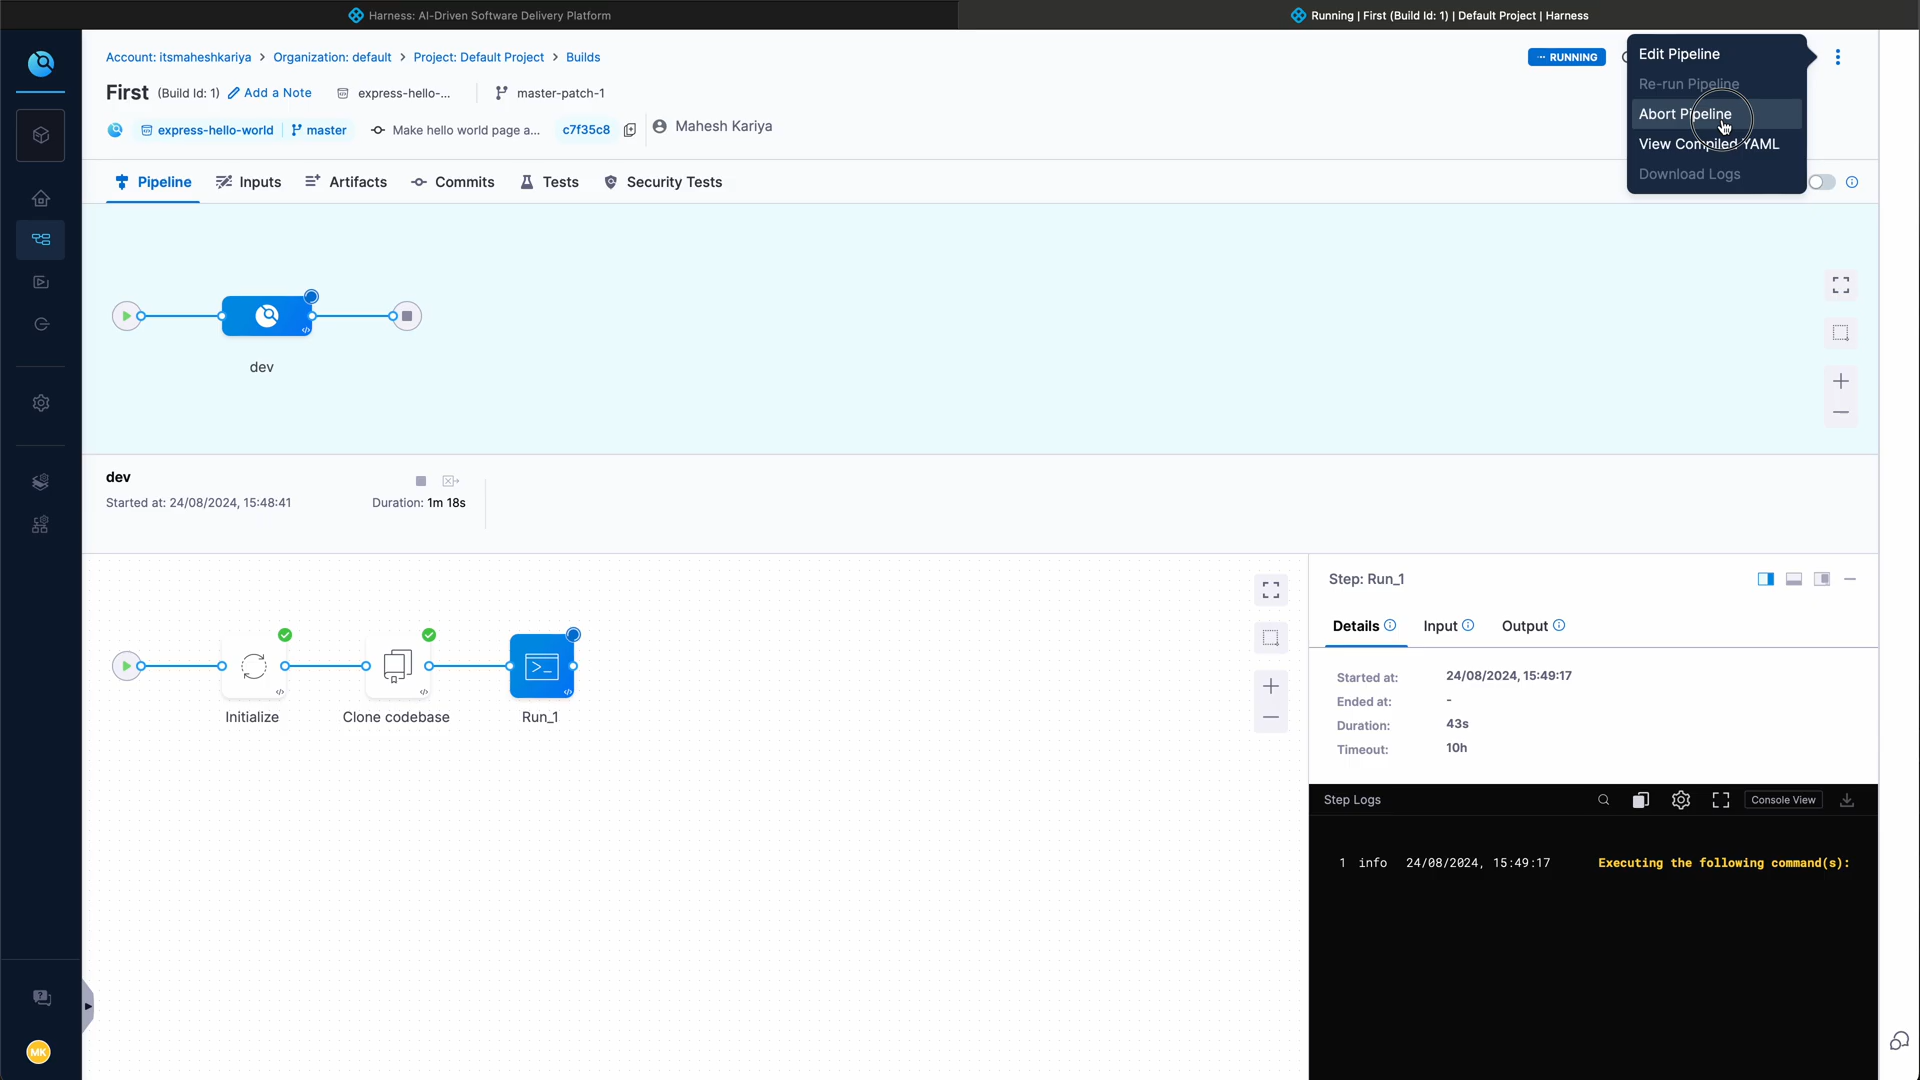 Harness: AI-Driven Software Delivery Platform
Running | First (Build Id: 1) | Default Project | Harness
Account: itsmaheshkariya > Organization: default > Project: Default Project > Builds
RUNNING
Edit Pipeline
Re-run Pipeline
Abort Pipeline
View Compiled YAML
Download Logs
First (Build Id: 1) Add a Note express-hello-... master-patch-1
express-hello-world master Make hello world page a... c7f35c8 Mahesh Kariya
Pipeline Inputs Artifacts Commits Tests Security Tests
dev
dev
Started at: 24/08/2024, 15:48:41 Duration: 1m 18s
Initialize Clone codebase Run_1
Step: Run_1
Details Input Output
Started at: 24/08/2024, 15:49:17
Ended at: -
Duration: 43s
Timeout: 10h
Step Logs Console View
1 info 24/08/2024, 15:49:17 Executing the following command(s):
MK